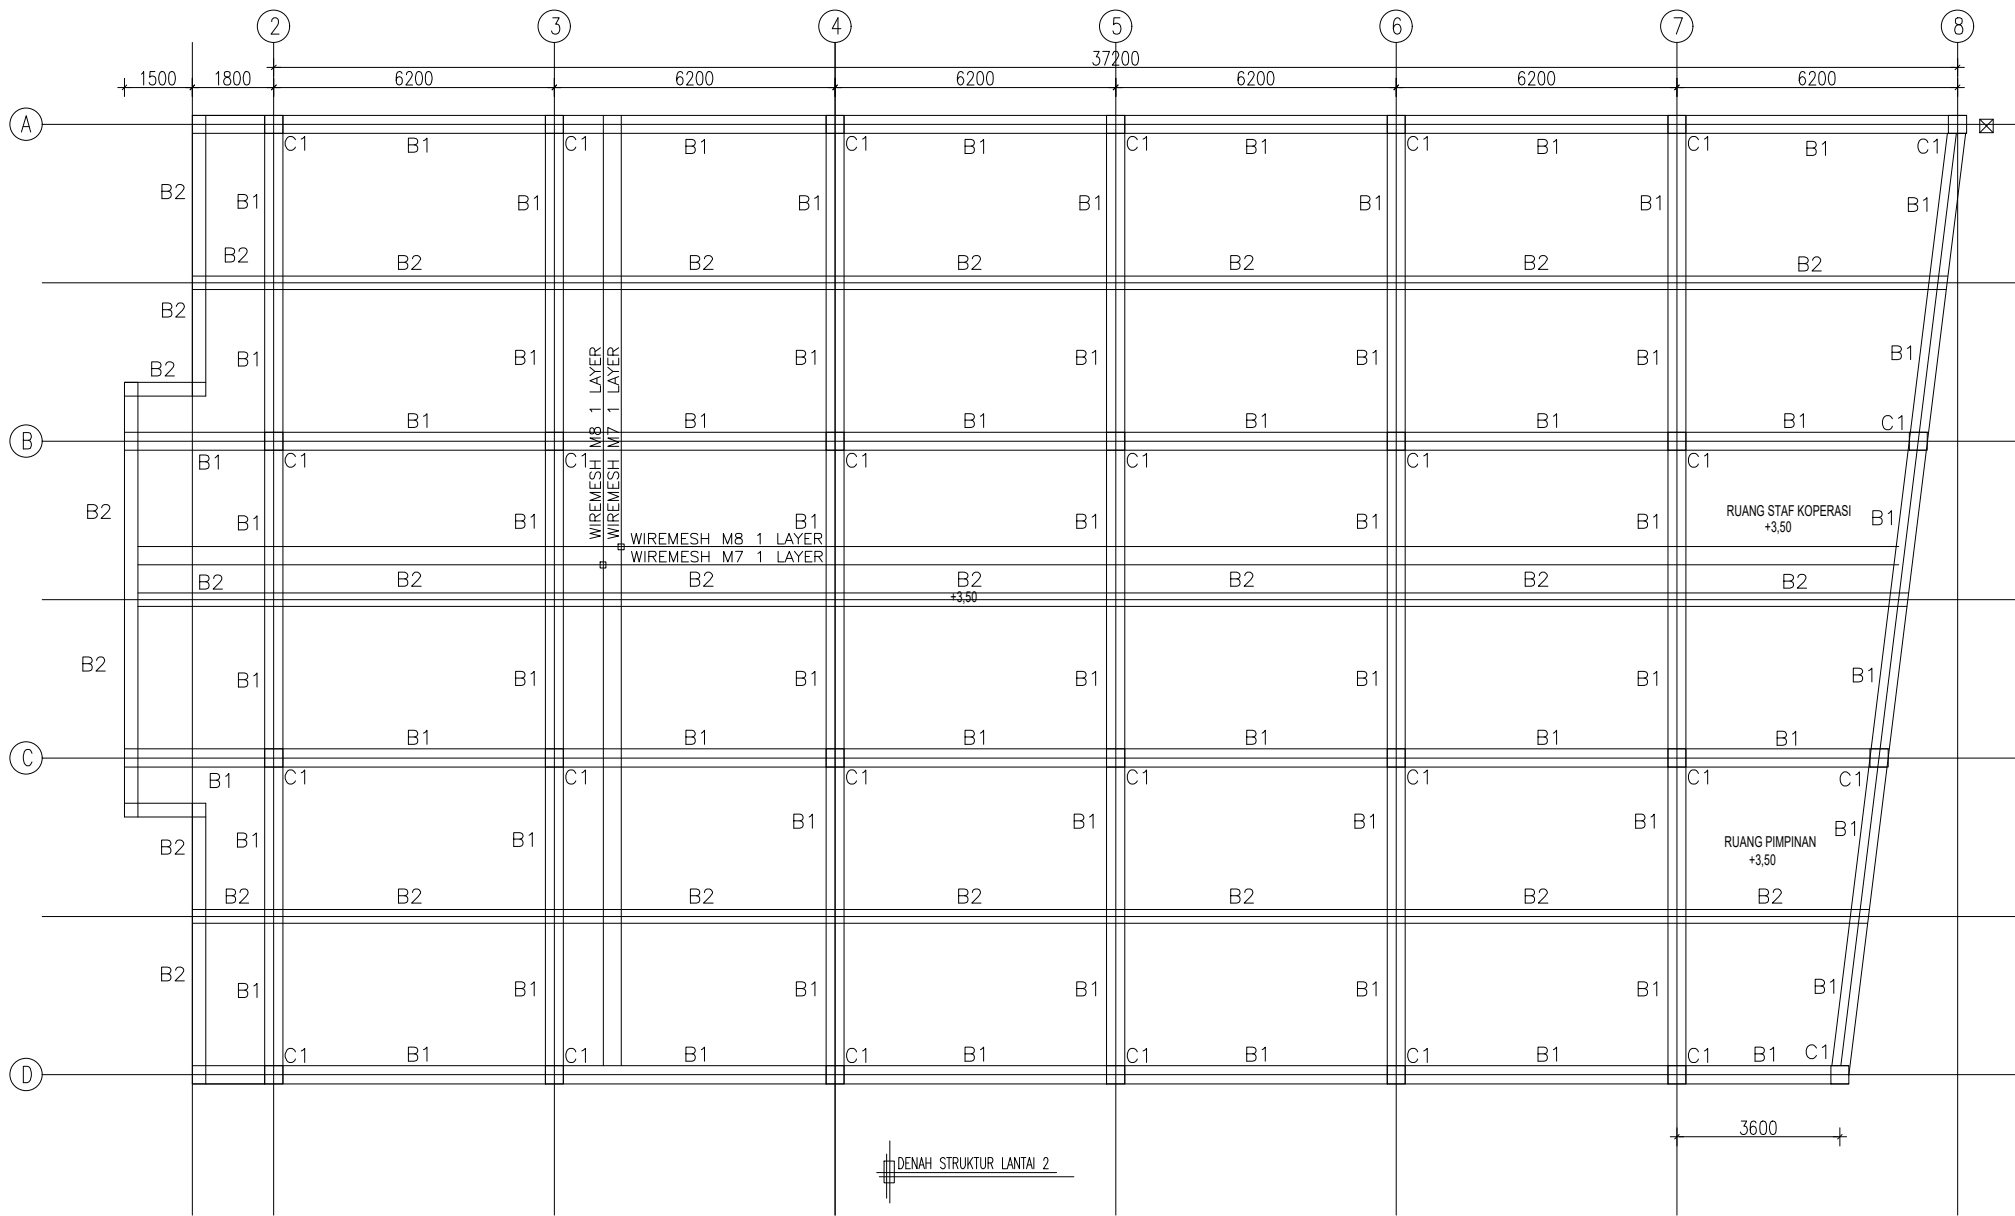 2 3 4 5 6 7 8
37200
1500 1800 6200 6200 6200 6200 6200 6200
A
C1 B1 C1 B1 C1 B1 C1 B1 C1 B1 C1 B1 C1
B2 B1 B1 B1 B1 B1 B1 B1
B2 B2 B2 B2 B2 B2 B2
B2
B2 B1 B1 B1 B1 B1 B1 B1
WIREMESH M8 1 LAYER
WIREMESH M7 1 LAYER
B1 B1 B1 B1 B1 B1 C1
B
B1 C1 C1 C1 C1 C1 C1
B2 B1 B1 B1 B1 B1 B1 B1
RUANG STAF KOPERASI
+3,50
WIREMESH M8 1 LAYER
WIREMESH M7 1 LAYER
B2 B2 B2 B2 B2 B2 B2
+3,50
B2 B1 B1 B1 B1 B1 B1 B1
B1 B1 B1 B1 B1 B1
C
B1 C1 C1 C1 C1 C1 C1 C1
B2 B1 B1 B1 B1 B1 B1 B1
RUANG PIMPINAN
+3,50
B2 B2 B2 B2 B2 B2 B2
B2 B1 B1 B1 B1 B1 B1 B1
C1 B1 C1 B1 C1 B1 C1 B1 C1 B1 C1 B1 C1
D
3600
DENAH STRUKTUR LANTAI 2